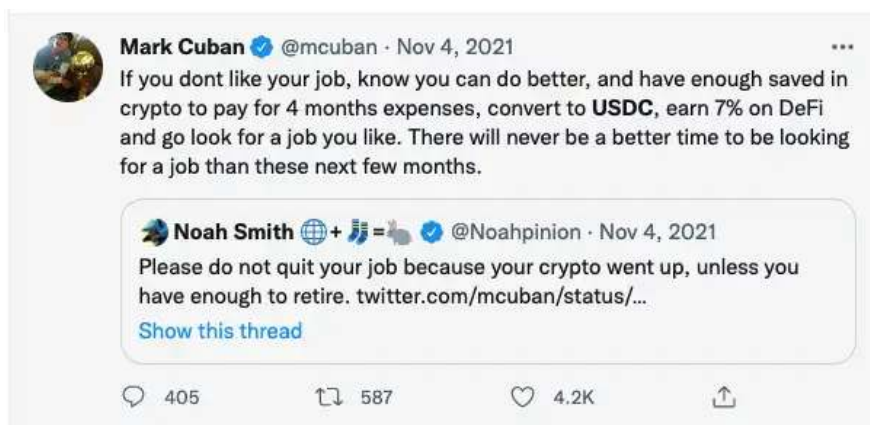 Mark Cuban @mcuban · Nov 4, 2021
If you dont like your job, know you can do better, and have enough saved in
crypto to pay for 4 months expenses, convert to USDC, earn 7% on DeFi
and go look for a job you like. There will never be a better time to be looking
for a job than these next few months.
Noah Smith 🌐+🧦=🐇 @Noahpinion · Nov 4, 2021
Please do not quit your job because your crypto went up, unless you
have enough to retire. twitter.com/mcuban/status/...
Show this thread
405 587 4.2K